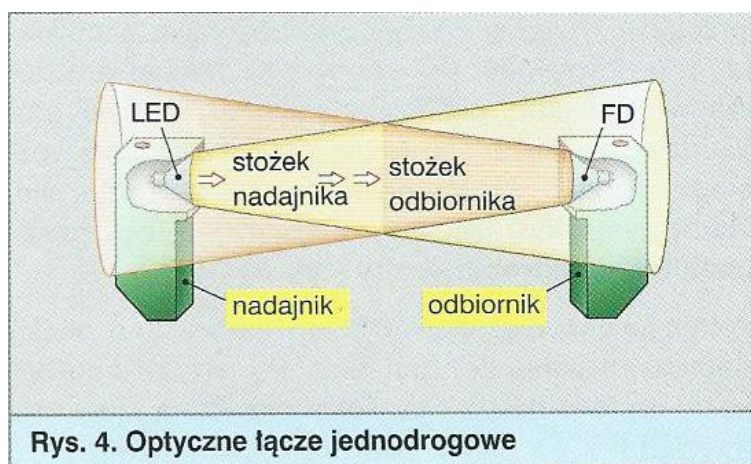 LED
FD
stożek
nadajnika
stożek
odbiornika
nadajnik
odbiornik
Rys. 4. Optyczne łącze jednodrogowe